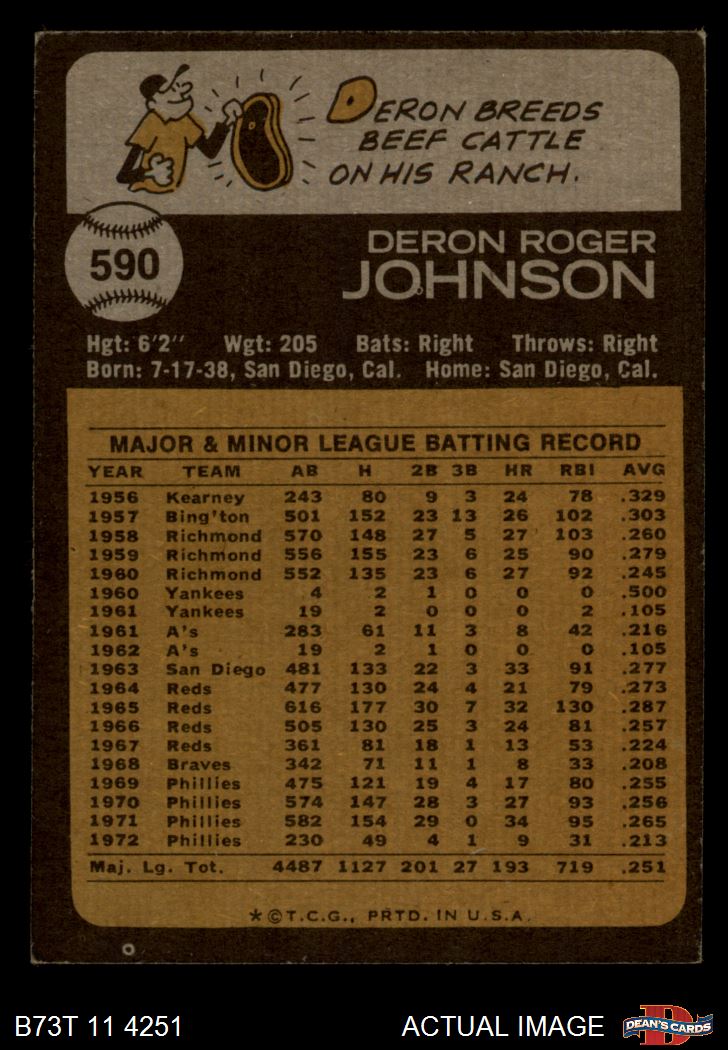 DERON BREEDS
BEEF CATTLE
ON HIS RANCH.
590
DERON ROGER
JOHNSON
Hgt: 6'2" Wgt: 205 Bats: Right Throws: Right
Born: 7-17-38, San Diego, Cal. Home: San Diego, Cal.
MAJOR & MINOR LEAGUE BATTING RECORD
YEAR TEAM AB H 2B 3B HR RBI AVG
1956 Kearney 243 80 9 3 24 78 .329
1957 Bing'ton 501 152 23 13 26 102 .303
1958 Richmond 570 148 27 5 27 103 .260
1959 Richmond 556 155 23 6 25 90 .279
1960 Richmond 552 135 23 6 27 92 .245
1960 Yankees 4 2 1 0 0 0 .500
1961 Yankees 19 2 0 0 0 2 .105
1961 A's 283 61 11 3 8 42 .216
1962 A's 19 2 1 0 0 0 .105
1963 San Diego 481 133 22 3 33 91 .277
1964 Reds 477 130 24 4 21 79 .273
1965 Reds 616 177 30 7 32 130 .287
1966 Reds 505 130 25 3 24 81 .257
1967 Reds 361 81 18 1 13 53 .224
1968 Braves 342 71 11 1 8 33 .208
1969 Phillies 475 121 19 4 17 80 .255
1970 Phillies 574 147 28 3 27 93 .256
1971 Phillies 582 154 29 0 34 95 .265
1972 Phillies 230 49 4 1 9 31 .213
Maj. Lg. Tot. 4487 1127 201 27 193 719 .251
*©T.C.G., PRTD. IN U.S.A.
B73T 11 4251 ACTUAL IMAGE D DEAN'S CARDS